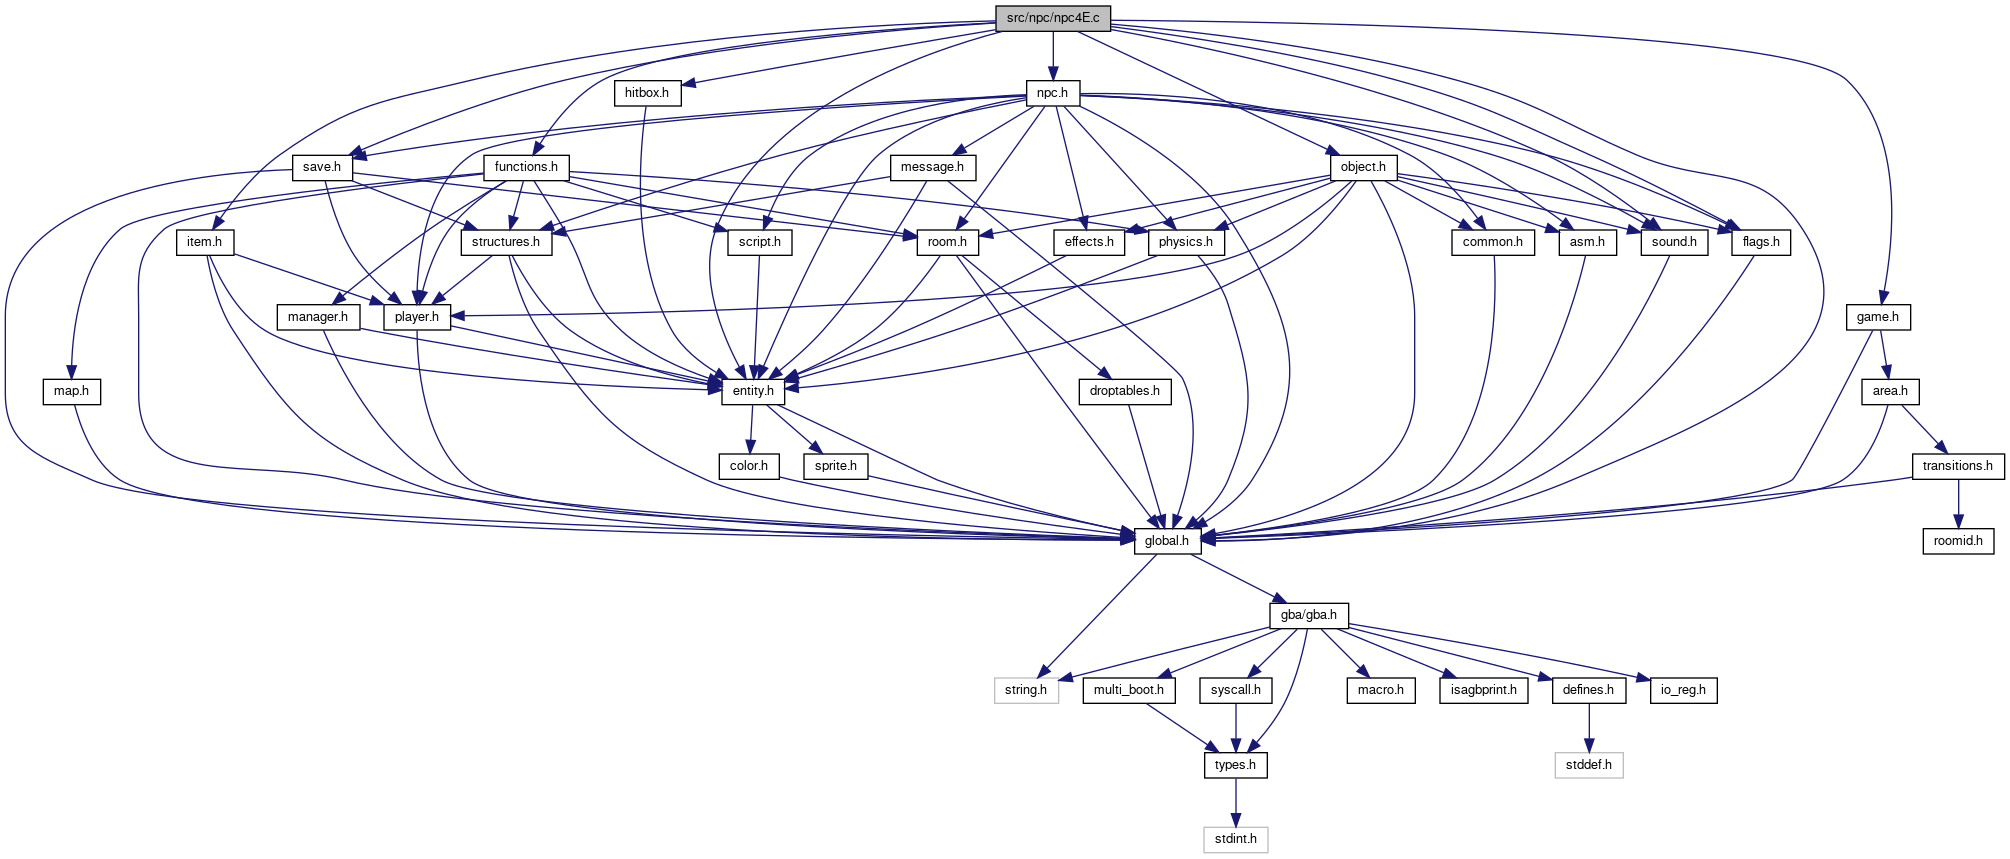 src/npc/npc4E.c
hitbox.h
npc.h
save.h
functions.h
message.h
object.h
item.h
structures.h
script.h
room.h
effects.h
physics.h
common.h
asm.h
sound.h
flags.h
manager.h
player.h
game.h
map.h
entity.h
droptables.h
area.h
color.h
sprite.h
transitions.h
global.h
roomid.h
gba/gba.h
string.h
multi_boot.h
syscall.h
macro.h
isagbprint.h
defines.h
io_reg.h
types.h
stddef.h
stdint.h